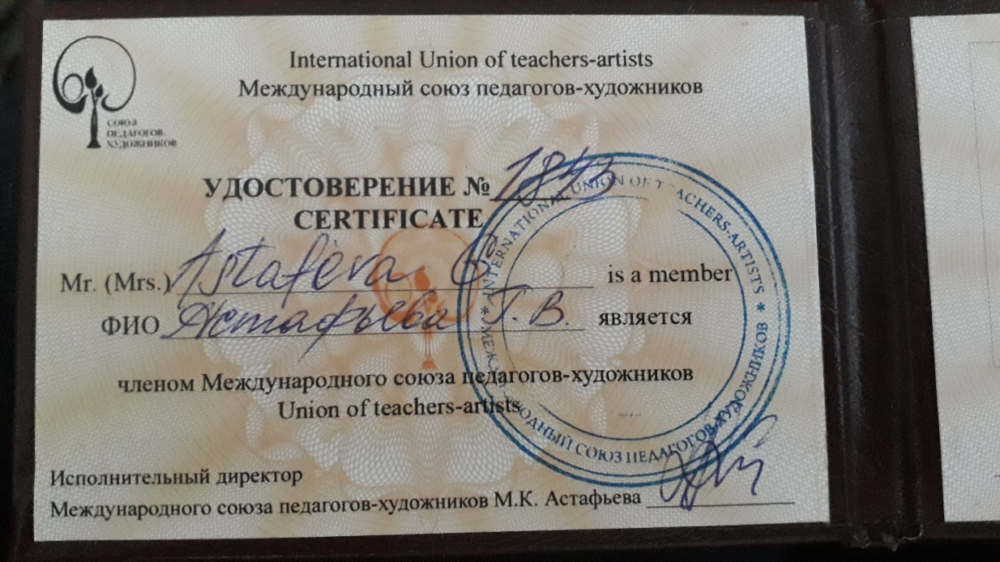 International Union of teachers-artists
Международный союз педагогов-художников
СОЮЗ
ПЕДАГОГОВ-
ХУДОЖНИКОВ
УДОСТОВЕРЕНИЕ №
CERTIFICATE
Mr. (Mrs.) Astafeva G is a member
ФИО Астафьева Г. В. является
членом Международного союза педагогов-художников
Union of teachers-artists
INTERNATIONAL UNION OF TEACHERS-ARTISTS * МЕЖДУНАРОДНЫЙ СОЮЗ ПЕДАГОГОВ-ХУДОЖНИКОВ *
Исполнительный директор
Международного союза педагогов-художников М.К. Астафьева